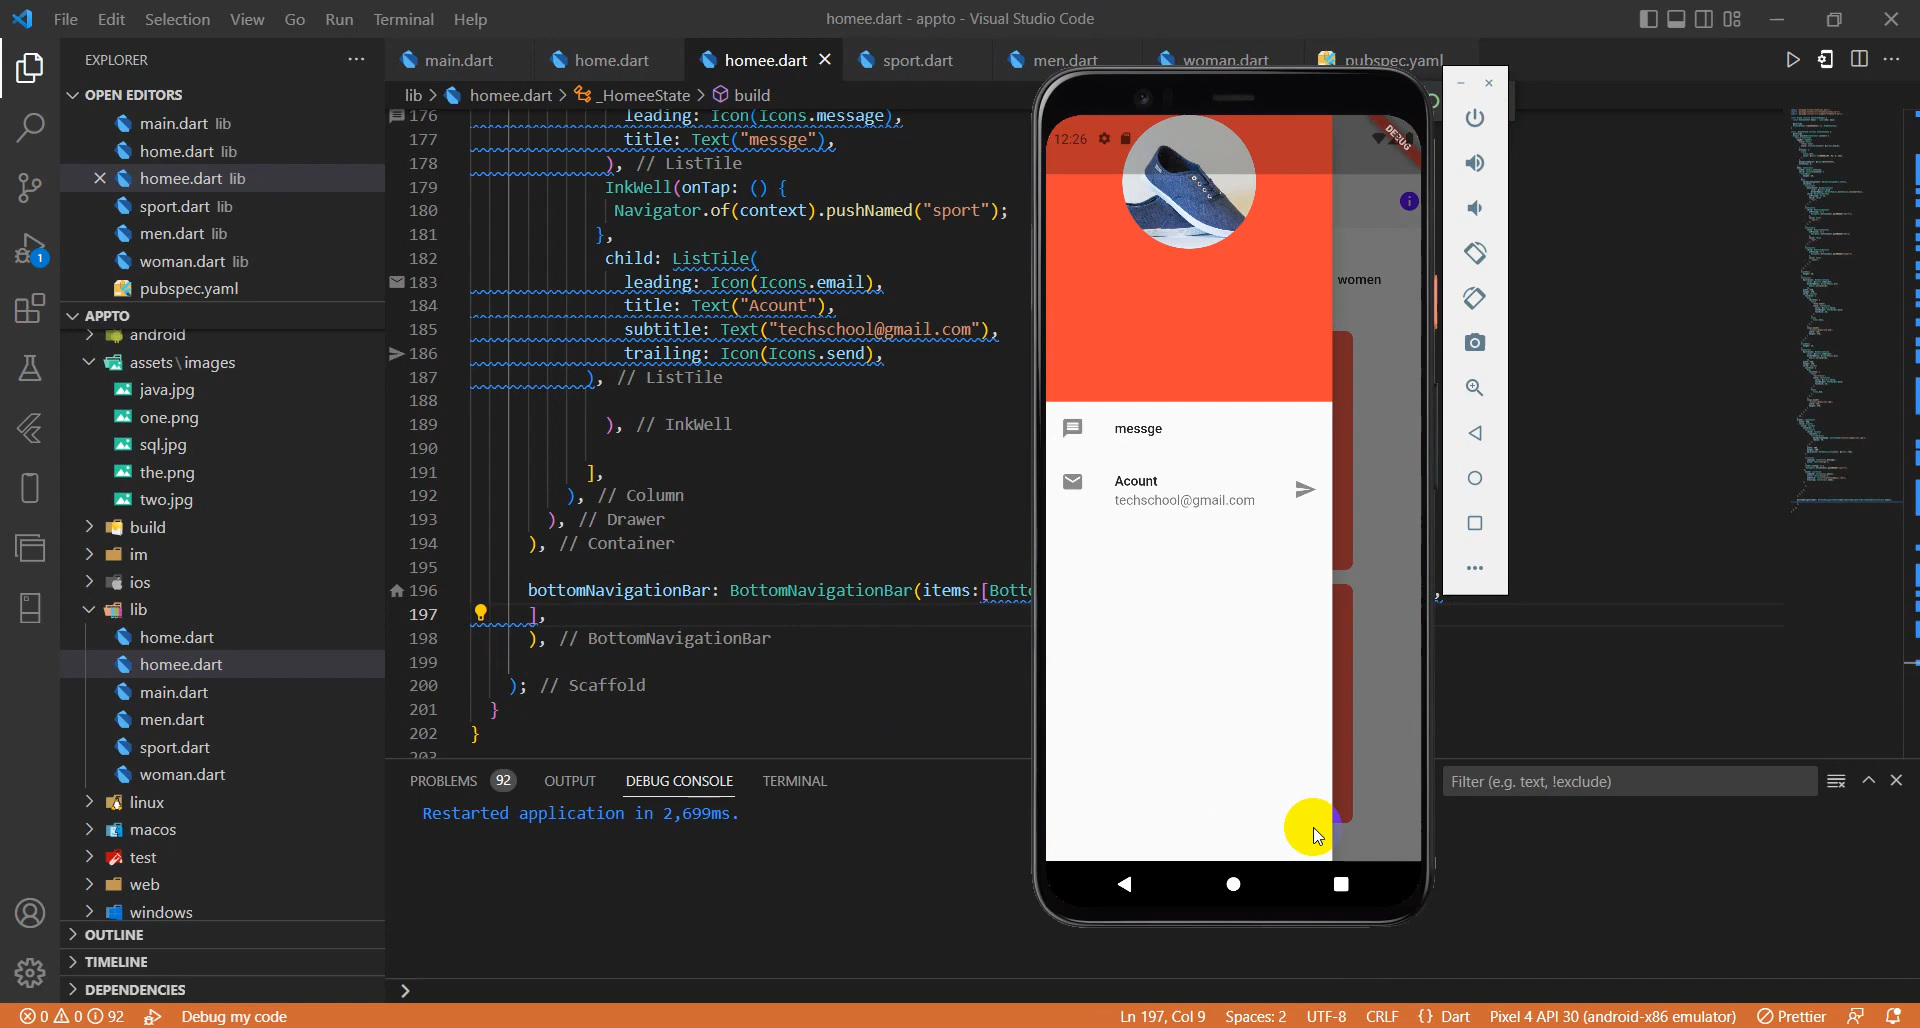 File Edit Selection View Go Run Terminal Help
homee.dart - appto - Visual Studio Code
EXPLORER
OPEN EDITORS
main.dart lib
home.dart lib
homee.dart lib
sport.dart lib
men.dart lib
woman.dart lib
pubspec.yaml
APPTO
android
assets\images
java.jpg
one.png
sql.jpg
the.png
two.jpg
build
im
ios
lib
home.dart
homee.dart
main.dart
men.dart
sport.dart
woman.dart
linux
macos
test
web
windows
OUTLINE
TIMELINE
DEPENDENCIES
1
main.dart home.dart homee.dart sport.dart men.dart woman.dart pubspec.yaml
lib > homee.dart > _HomeeState > build
176 leading: Icon(Icons.message),
177 title: Text("messge"),
178 ), // ListTile
179 InkWell(onTap: () {
180 Navigator.of(context).pushNamed("sport");
181 },
182 child: ListTile(
183 leading: Icon(Icons.email),
184 title: Text("Acount"),
185 subtitle: Text("techschool@gmail.com"),
186 trailing: Icon(Icons.send),
187 ), // ListTile
188
189 ), // InkWell
190
191 ],
192 ), // Column
193 ), // Drawer
194 ), // Container
195
196 bottomNavigationBar: BottomNavigationBar(items:[Botto
197 ],
198 ), // BottomNavigationBar
199
200 ); // Scaffold
201 }
202 }
203
12:26
DEBUG
women
messge
Acount
techschool@gmail.com
PROBLEMS 92 OUTPUT DEBUG CONSOLE TERMINAL
Filter (e.g. text, !exclude)
Restarted application in 2,699ms.
0 0 92 Debug my code
Ln 197, Col 9 Spaces: 2 UTF-8 CRLF {} Dart Pixel 4 API 30 (android-x86 emulator) Prettier